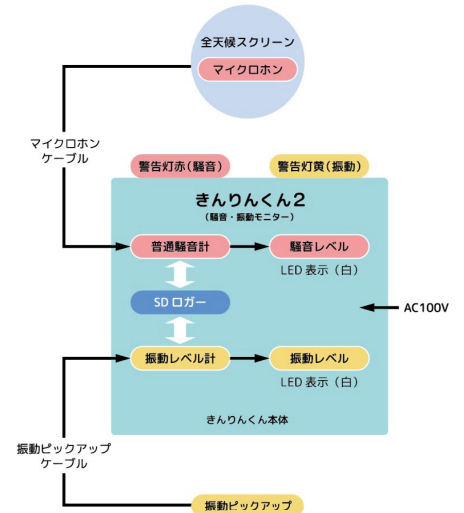 全天候スクリーン
マイクロホン
マイクロホン
ケーブル
警告灯赤(騒音)
警告灯黄(振動)
きんりんくん2
(騒音・振動モニター)
普通騒音計
騒音レベル
LED 表示（白）
SD ロガー
AC100V
振動レベル計
振動レベル
LED 表示（白）
きんりんくん本体
振動ピックアップ
ケーブル
振動ピックアップ